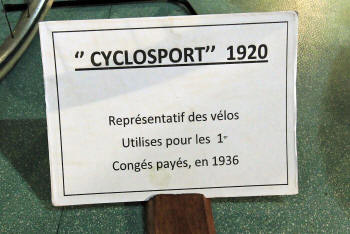 " CYCLOSPORT" 1920
Représentatif des vélos
Utilises pour les 1er
Congés payés, en 1936